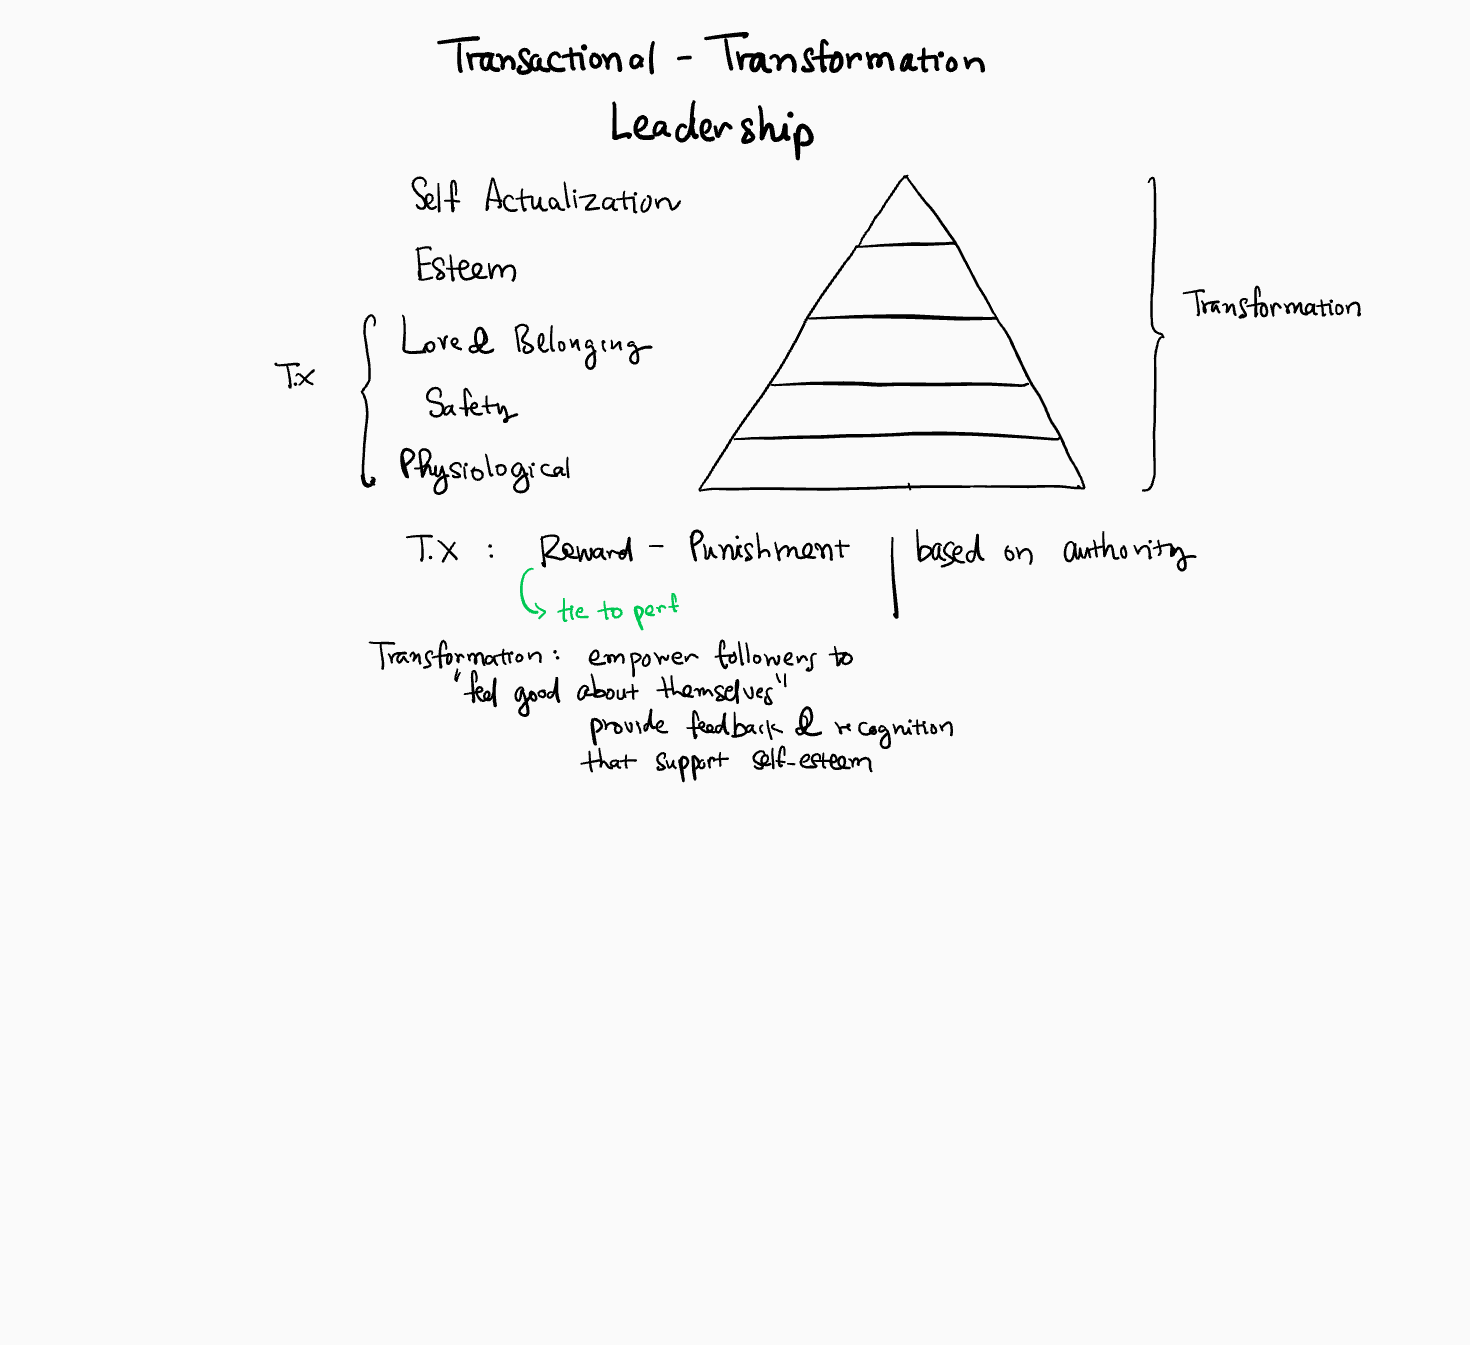 Transactional - Transformation
Leadership
Self Actualization
Esteem
Love & Belonging
Safety
Physiological
T.x
Transformation
T.X : Reward - Punishment | based on authority
tie to perf
Transformation: empower followers to
"feel good about themselves"
provide feedback & recognition
that support self-esteem